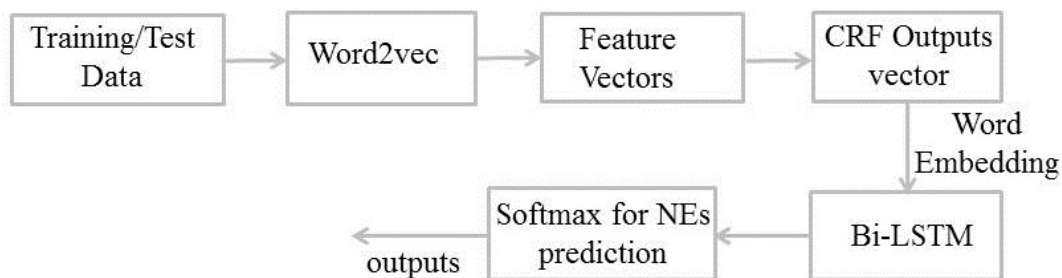 Training/Test
Data
Word2vec
Feature
Vectors
CRF Outputs
vector
Word
Embedding
Bi-LSTM
Softmax for NEs
prediction
outputs